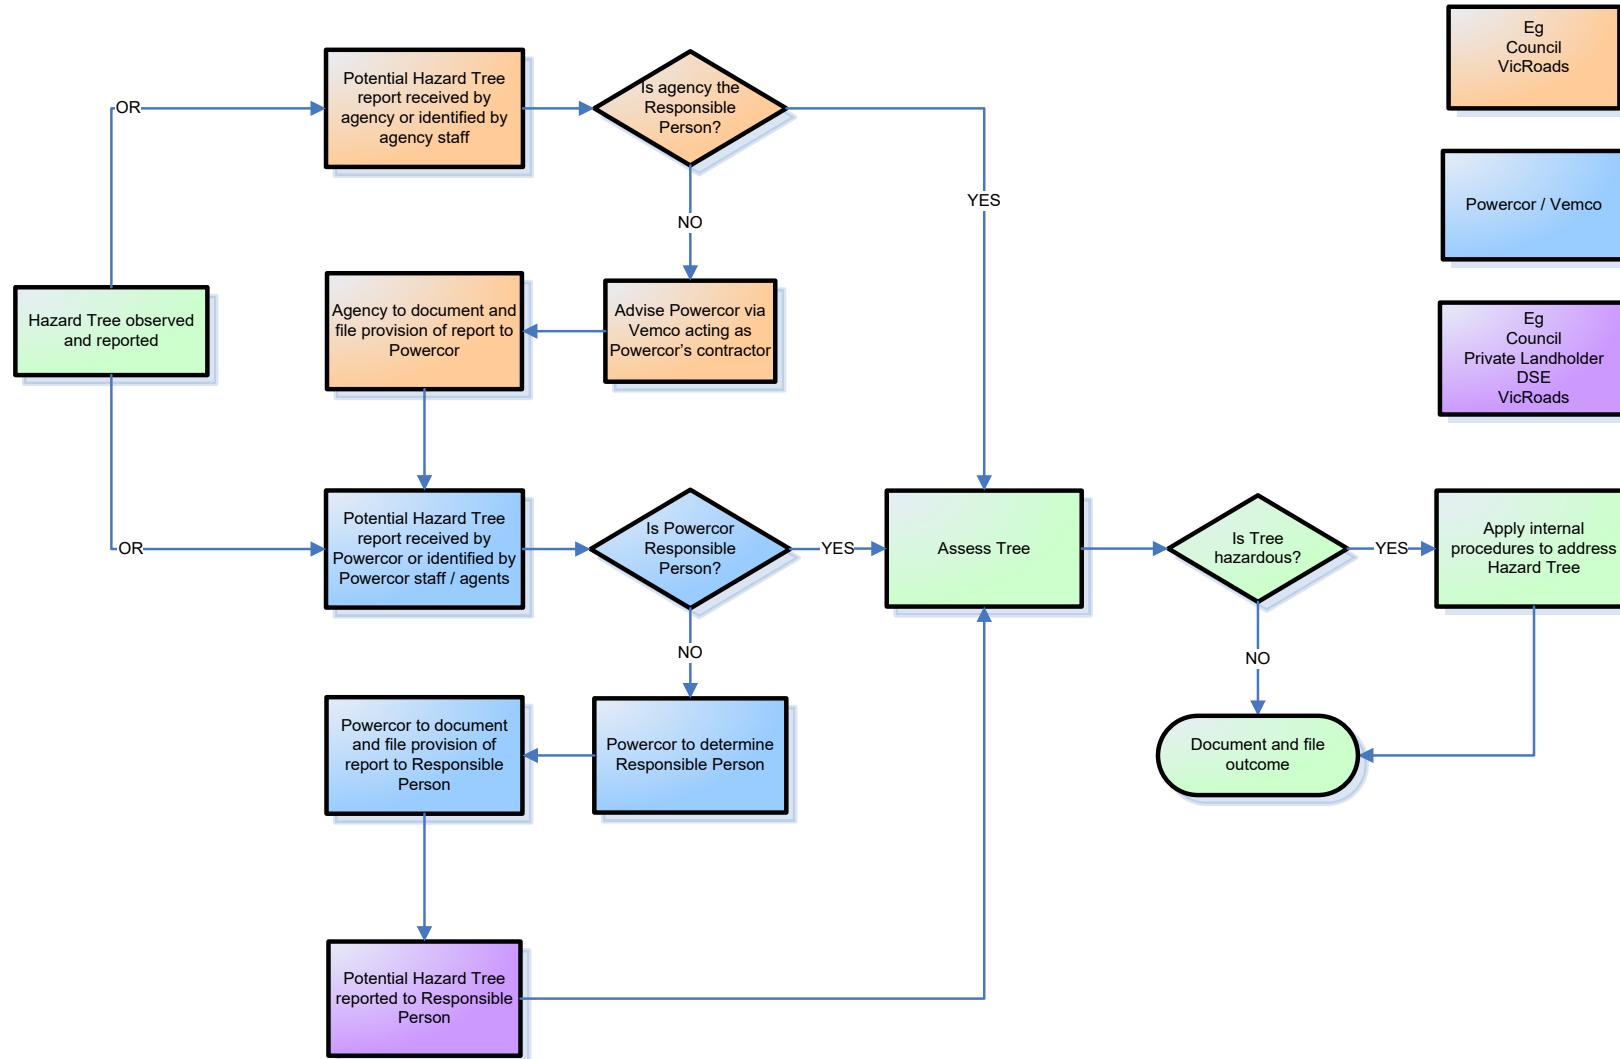 OR
Potential Hazard Tree
report received by
agency or identified by
agency staff
Is agency the
Responsible
Person?
YES
NO
Eg
Council
VicRoads
Powercor / Vemco
Eg
Council
Private Landholder
DSE
VicRoads
Hazard Tree observed
and reported
Agency to document and
file provision of report to
Powercor
Advise Powercor via
Vemco acting as
Powercor's contractor
OR
Potential Hazard Tree
report received by
Powercor or identified by
Powercor staff / agents
Is Powercor
Responsible
Person?
YES
NO
Assess Tree
Is Tree
hazardous?
YES
NO
Apply internal
procedures to address
Hazard Tree
Powercor to document
and file provision of
report to Responsible
Person
Powercor to determine
Responsible Person
Document and file
outcome
Potential Hazard Tree
reported to Responsible
Person